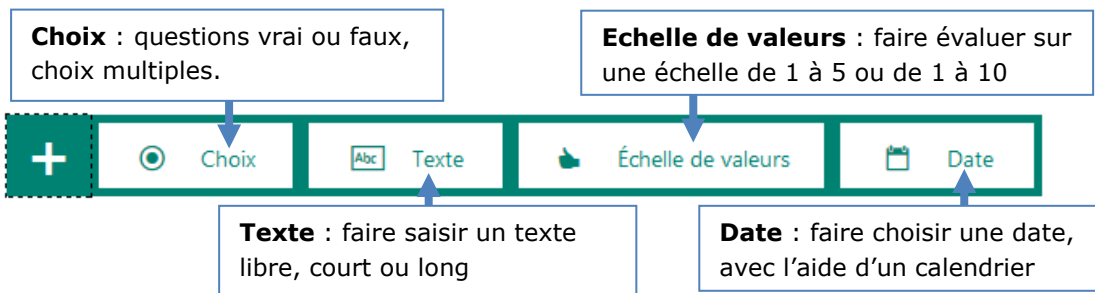 Choix : questions vrai ou faux,
choix multiples.
Echelle de valeurs : faire évaluer sur
une échelle de 1 à 5 ou de 1 à 10
Choix
Abc Texte
Échelle de valeurs
Date
Texte : faire saisir un texte
libre, court ou long
Date : faire choisir une date,
avec l’aide d’un calendrier